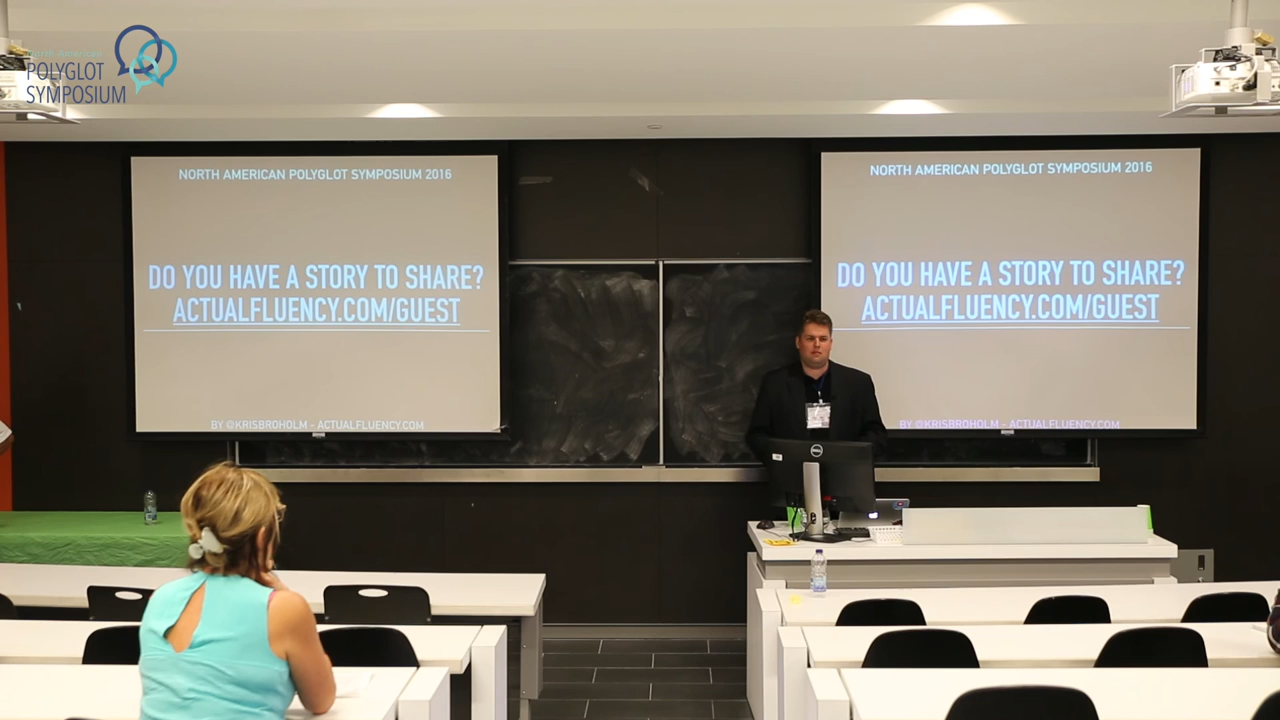 North American
POLYGLOT
SYMPOSIUM
NORTH AMERICAN POLYGLOT SYMPOSIUM 2016
DO YOU HAVE A STORY TO SHARE?
ACTUALFLUENCY.COM/GUEST
BY @KRISBROHOLM - ACTUALFLUENCY.COM
NORTH AMERICAN POLYGLOT SYMPOSIUM 2016
DO YOU HAVE A STORY TO SHARE?
ACTUALFLUENCY.COM/GUEST
BY @KRISBROHOLM - ACTUALFLUENCY.COM
DELL